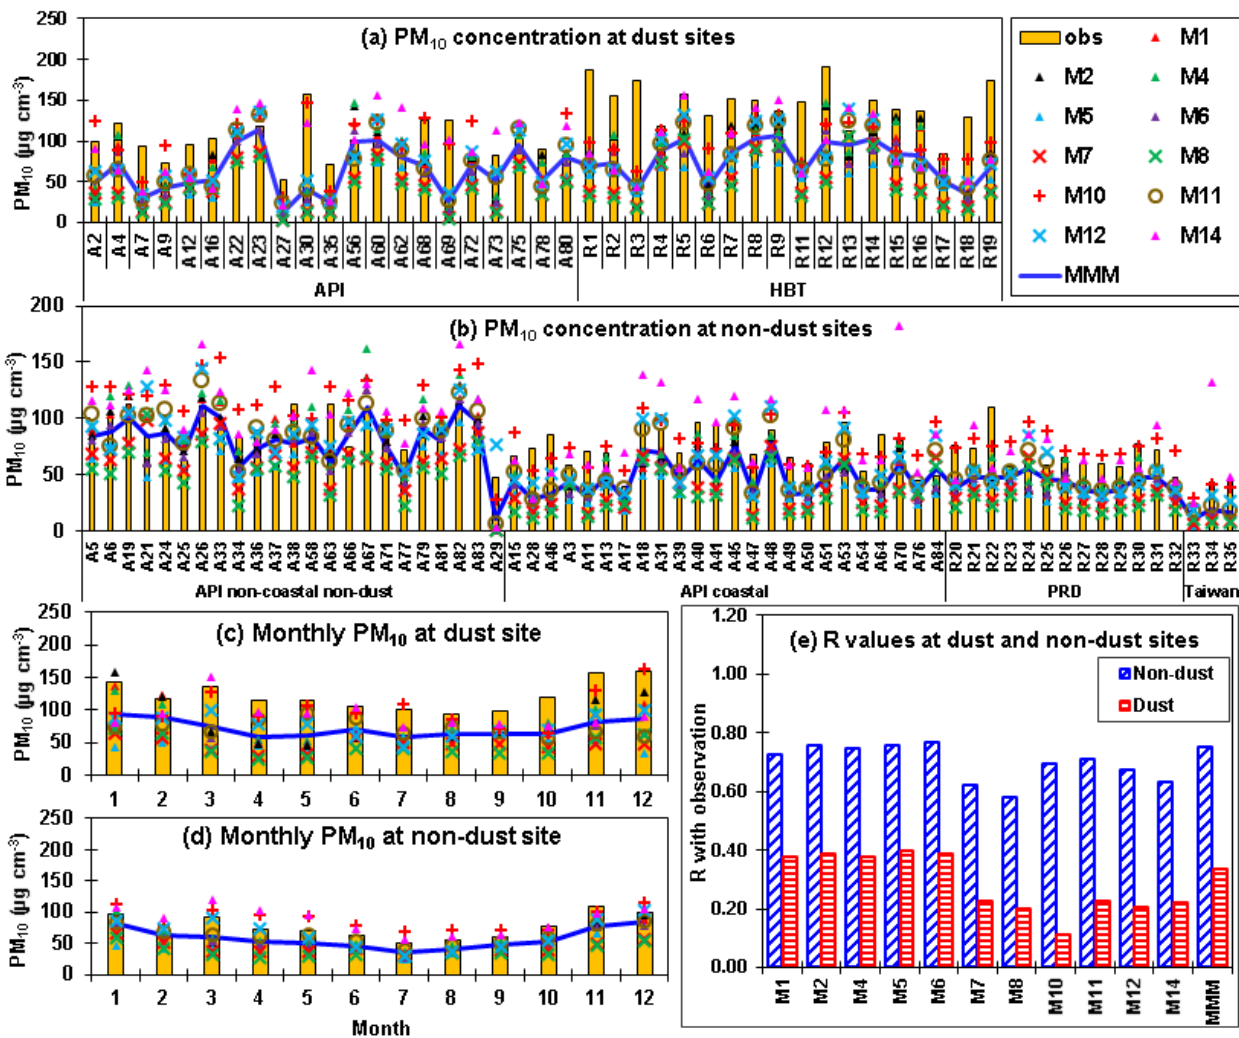 (a) PM10 concentration at dust sites
PM10 (µg cm-3)
250
200
150
100
50
0
A2 A4 A7 A9 A12 A16 A22 A23 A27 A30 A35 A56 A60 A62 A68 A69 A72 A73 A75 A78 A80 R1 R2 R3 R4 R5 R6 R7 R8 R9 R11 R12 R13 R14 R15 R16 R17 R18 R19
API HBT
obs M1
M2 M4
M5 M6
M7 M8
M10 M11
M12 M14
MMM
(b) PM10 concentration at non-dust sites
PM10 (µg cm-3)
200
150
100
50
0
A5 A6 A19 A21 A24 A25 A26 A33 A34 A36 A37 A38 A58 A63 A66 A67 A71 A77 A79 A81 A82 A83 A29 A15 A28 A46 A3 A11 A13 A17 A18 A31 A39 A40 A41 A45 A47 A48 A49 A50 A51 A53 A54 A64 A70 A76 A84 R20 R21 R22 R23 R24 R25 R26 R27 R28 R29 R30 R31 R32 R33 R34 R35
API non-coastal non-dust API coastal PRD Taiwan
(c) Monthly PM10 at dust site
PM10 (µg cm-3)
250
200
150
100
50
0
1 2 3 4 5 6 7 8 9 10 11 12
(d) Monthly PM10 at non-dust site
PM10 (µg cm-3)
250
200
150
100
50
0
1 2 3 4 5 6 7 8 9 10 11 12
Month
(e) R values at dust and non-dust sites
R with observation
1.20
1.00
0.80
0.60
0.40
0.20
0.00
Non-dust
Dust
M1 M2 M4 M5 M6 M7 M8 M10 M11 M12 M14 MMM